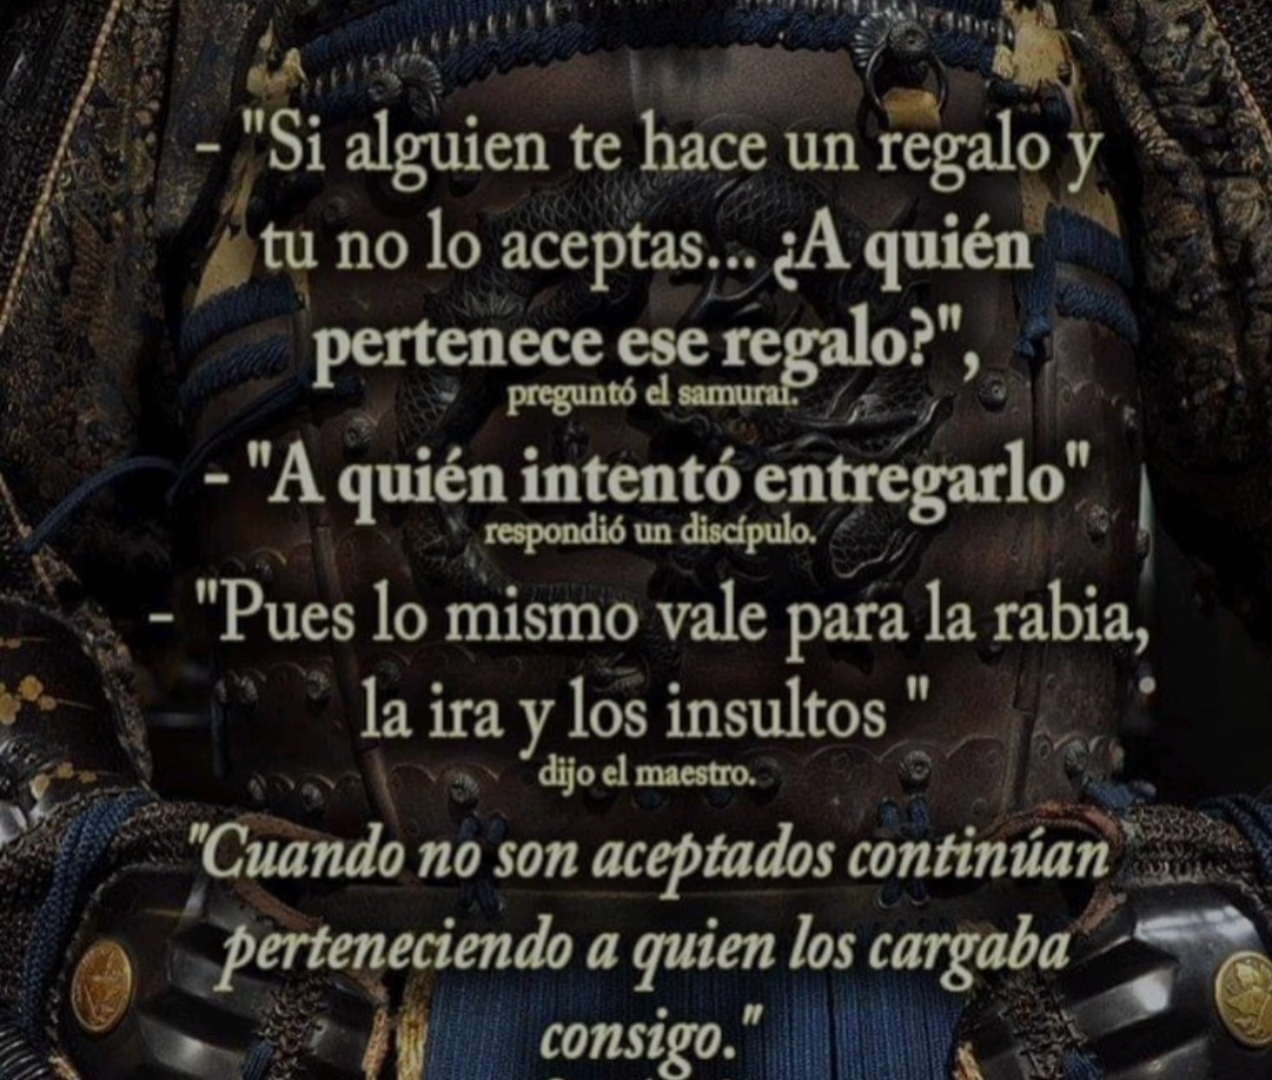 - "Si alguien te hace un regalo y
tu no lo aceptas... ¿A quién
pertenece ese regalo?",
preguntó el samurai.
- "A quién intentó entregarlo"
respondió un discípulo.
- "Pues lo mismo vale para la rabia,
la ira y los insultos "
dijo el maestro.
"Cuando no son aceptados continúan
perteneciendo a quien los cargaba
consigo."